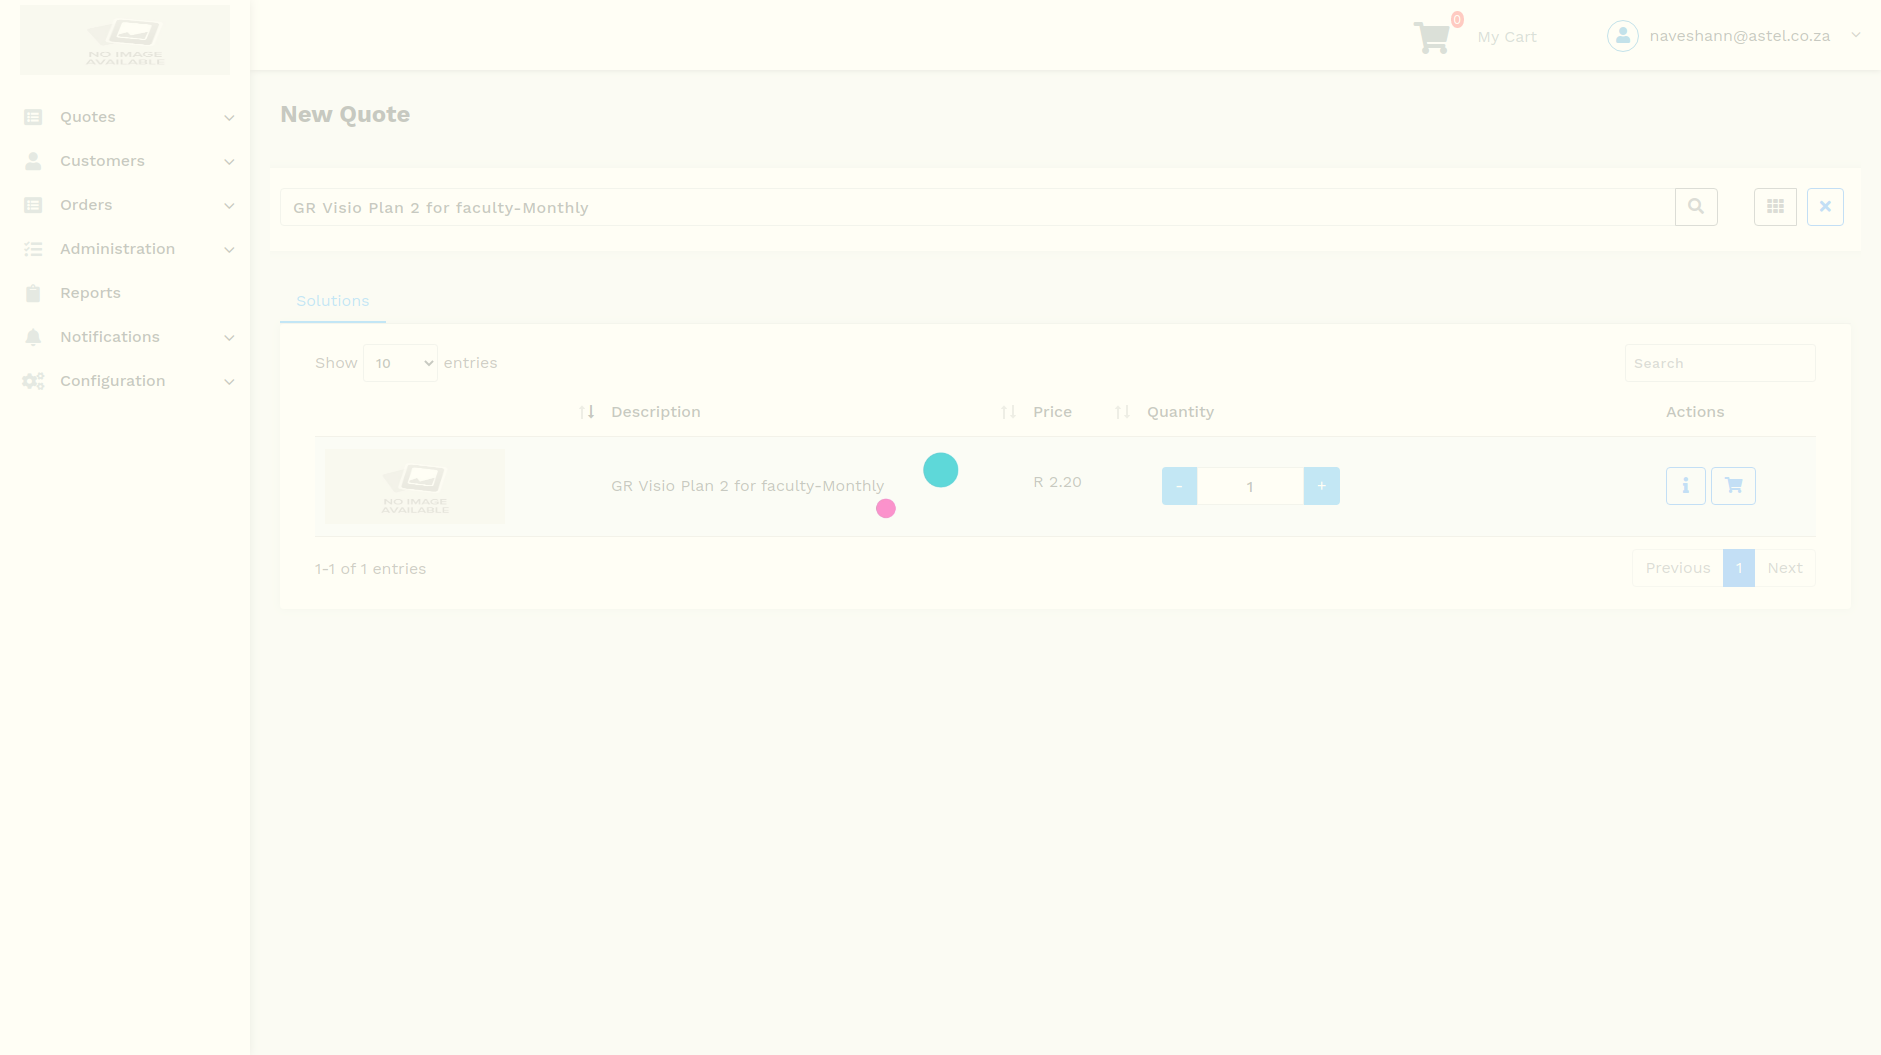 NO IMAGE
AVAILABLE
0
My Cart
naveshann@astel.co.za
Quotes
Customers
Orders
Administration
Reports
Notifications
Configuration
New Quote
GR Visio Plan 2 for faculty-Monthly
Solutions
Show 10 entries
Search
Description Price Quantity Actions
NO IMAGE
AVAILABLE
GR Visio Plan 2 for faculty-Monthly R 2.20 - 1 +
1-1 of 1 entries
Previous 1 Next